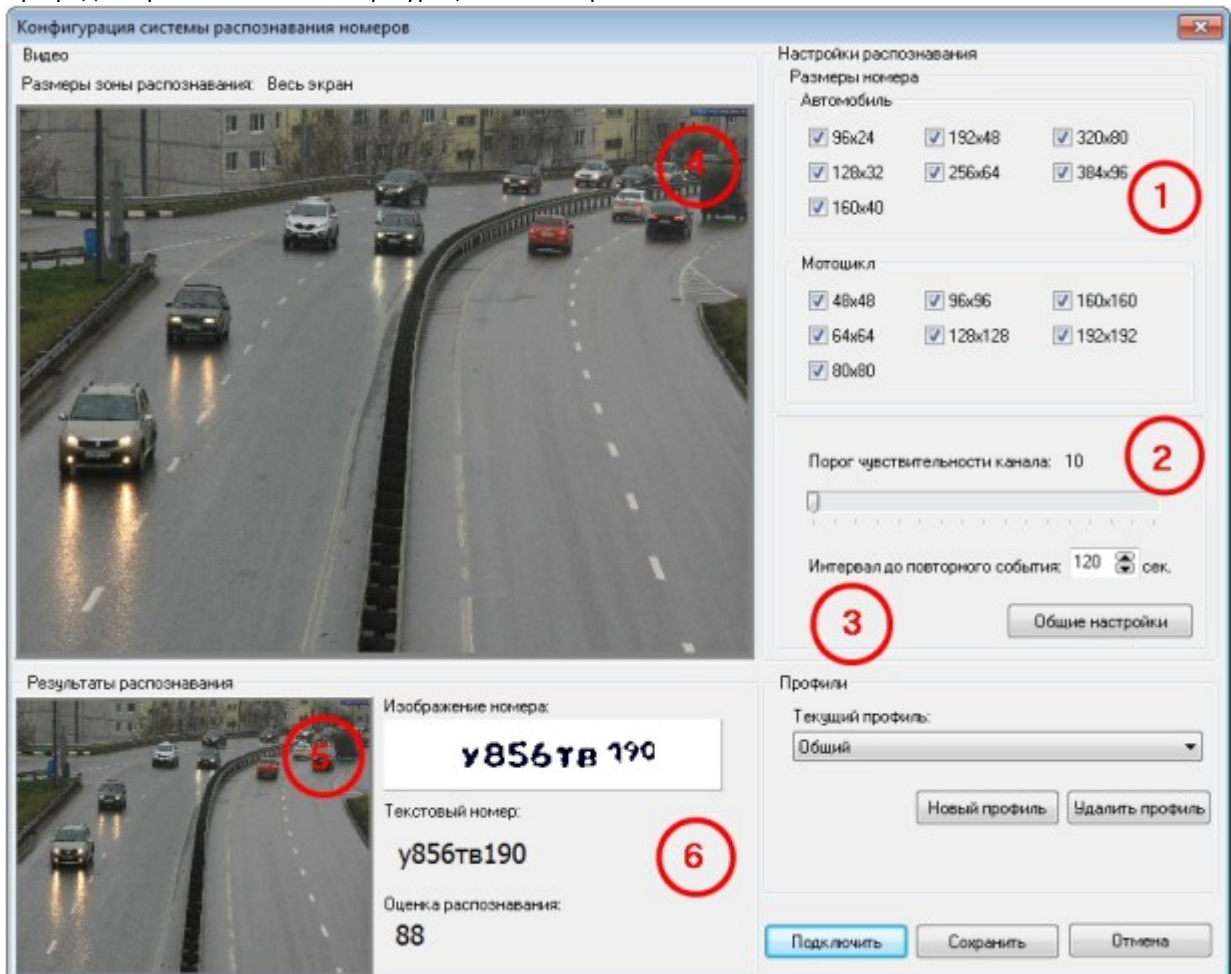 Конфигурация системы распознавания номеров
Видео
Размеры зоны распознавания: Весь экран
4
Настройки распознавания
Размеры номера
Автомобиль
96x24 192x48 320x80
128x32 256x64 384x96
160x40
1
Мотоцикл
48x48 96x96 160x160
64x64 128x128 192x192
80x80
Порог чувствительности канала: 10
2
Интервал до повторного события: 120 сек.
3
Общие настройки
Результаты распознавания
5
Изображение номера:
у856тв 190
Текстовый номер:
у856тв190
6
Оценка распознавания:
88
Профили
Текущий профиль:
Общий
Новый профиль Удалить профиль
Подключить Сохранить Отмена